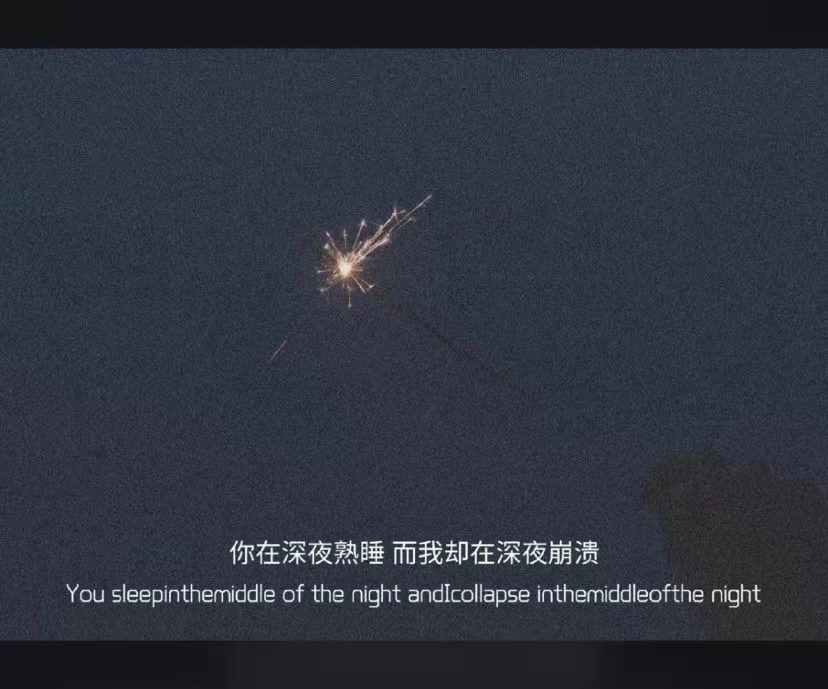 你在深夜熟睡 而我却在深夜崩溃
You sleepinthemiddle of the night andIcollapse inthemiddleofthe night